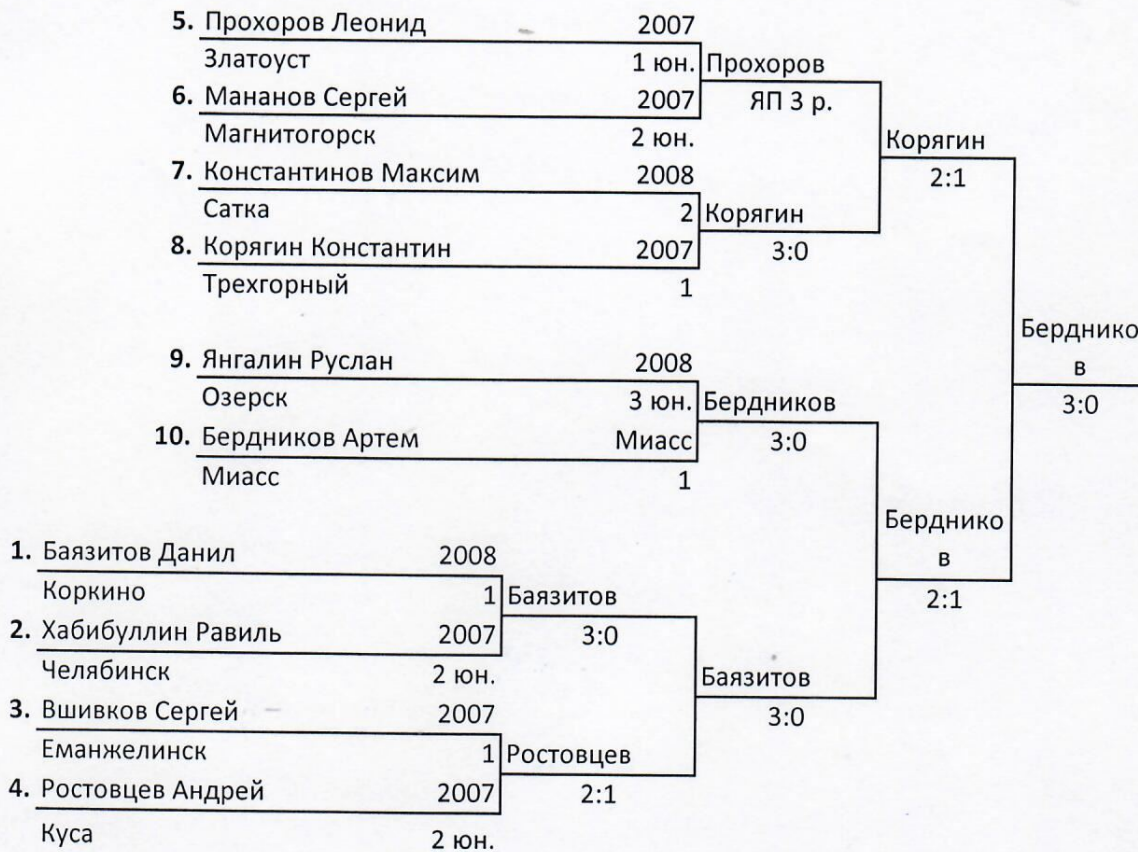 5. Прохоров Леонид 2007
Златоуст 1 юн. Прохоров
6. Мананов Сергей 2007 ЯП 3 р.
Магнитогорск 2 юн. Корягин
7. Константинов Максим 2008 2:1
Сатка 2 Корягин
8. Корягин Константин 2007 3:0
Трехгорный 1
Берднико
9. Янгалин Руслан 2008 в
Озерск 3 юн. Бердников 3:0
10. Бердников Артем Миасс 3:0
Миасс 1
Берднико
1. Баязитов Данил 2008 в
Коркино 1 Баязитов 2:1
2. Хабибуллин Равиль 2007 3:0
Челябинск 2 юн. Баязитов
3. Вшивков Сергей 2007 3:0
Еманжелинск 1 Ростовцев
4. Ростовцев Андрей 2007 2:1
Куса 2 юн.